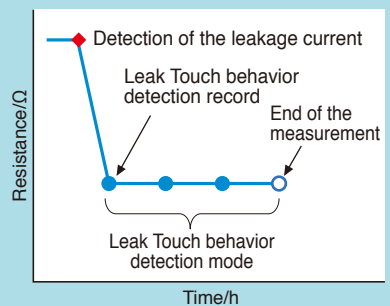 Detection of the leakage current
Leak Touch behavior
detection record
End of the
measurement
Resistance/Ω
Leak Touch behavior
detection mode
Time/h